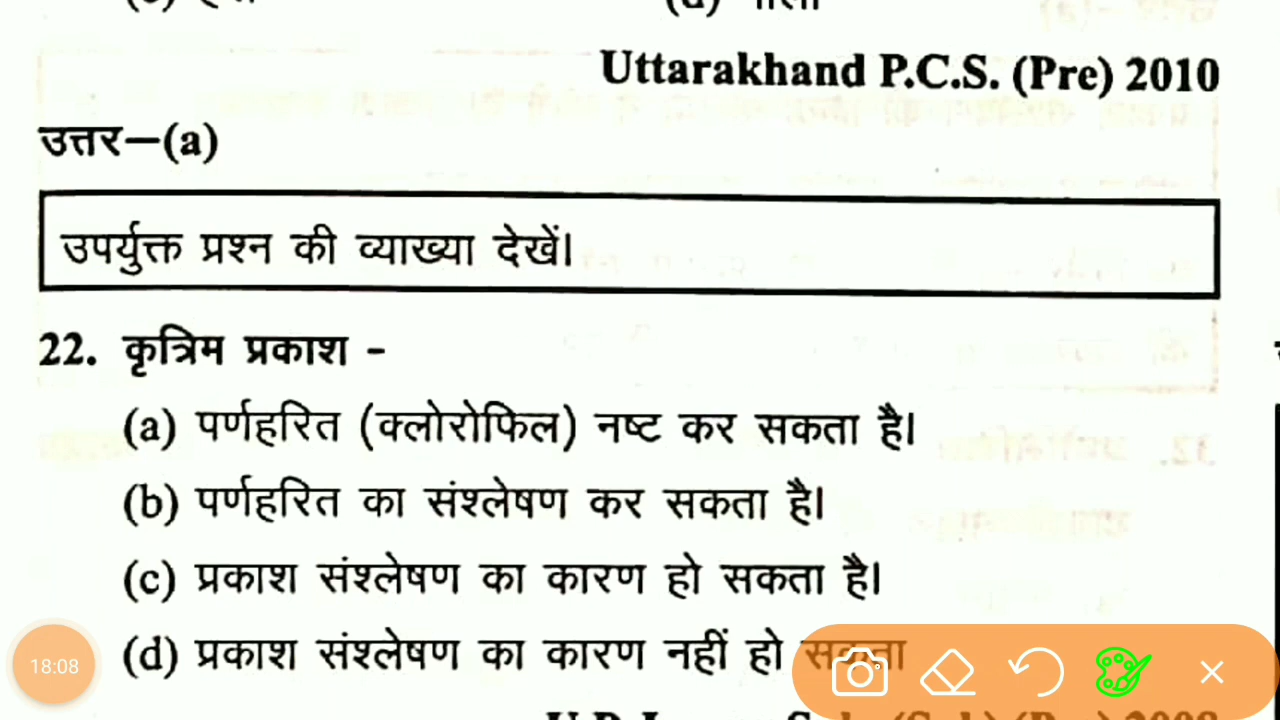 Uttarakhand P.C.S. (Pre) 2010
उत्तर–(a)
उपर्युक्त प्रश्न की व्याख्या देखें।
22. कृत्रिम प्रकाश -
(a) पर्णहरित (क्लोरोफिल) नष्ट कर सकता है।
(b) पर्णहरित का संश्लेषण कर सकता है।
(c) प्रकाश संश्लेषण का कारण हो सकता है।
(d) प्रकाश संश्लेषण का कारण नहीं हो सकता
18:08